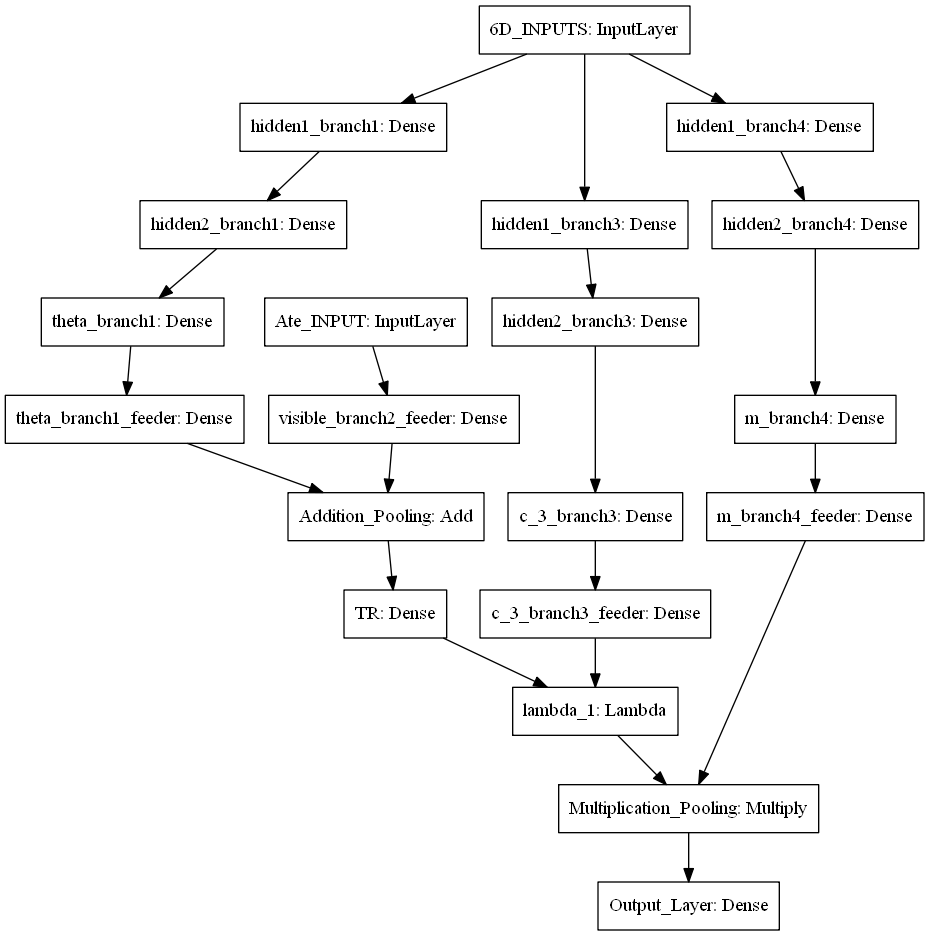 6D_INPUTS: InputLayer
hidden1_branch1: Dense
hidden1_branch4: Dense
hidden2_branch1: Dense
hidden1_branch3: Dense
hidden2_branch4: Dense
theta_branch1: Dense
Ate_INPUT: InputLayer
hidden2_branch3: Dense
theta_branch1_feeder: Dense
visible_branch2_feeder: Dense
m_branch4: Dense
Addition_Pooling: Add
c_3_branch3: Dense
m_branch4_feeder: Dense
TR: Dense
c_3_branch3_feeder: Dense
lambda_1: Lambda
Multiplication_Pooling: Multiply
Output_Layer: Dense